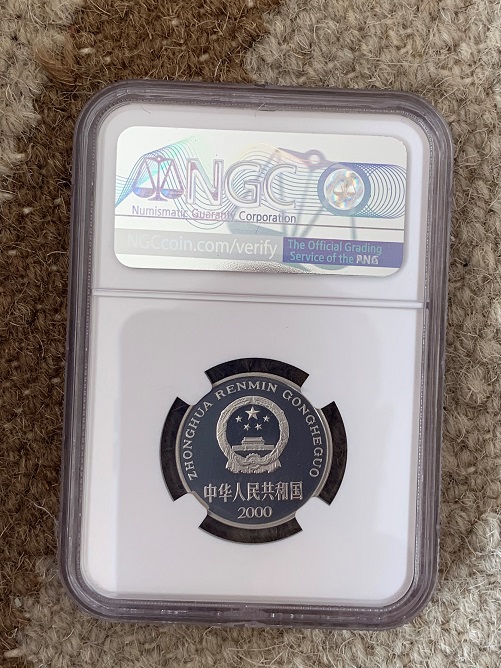 NGC
Numismatic Guaranty Corporation
NGCcoin.com/verify
The Official Grading
Service of the PNG
ZHONGHUA RENMIN GONGHEGUO
中华人民共和国
2000